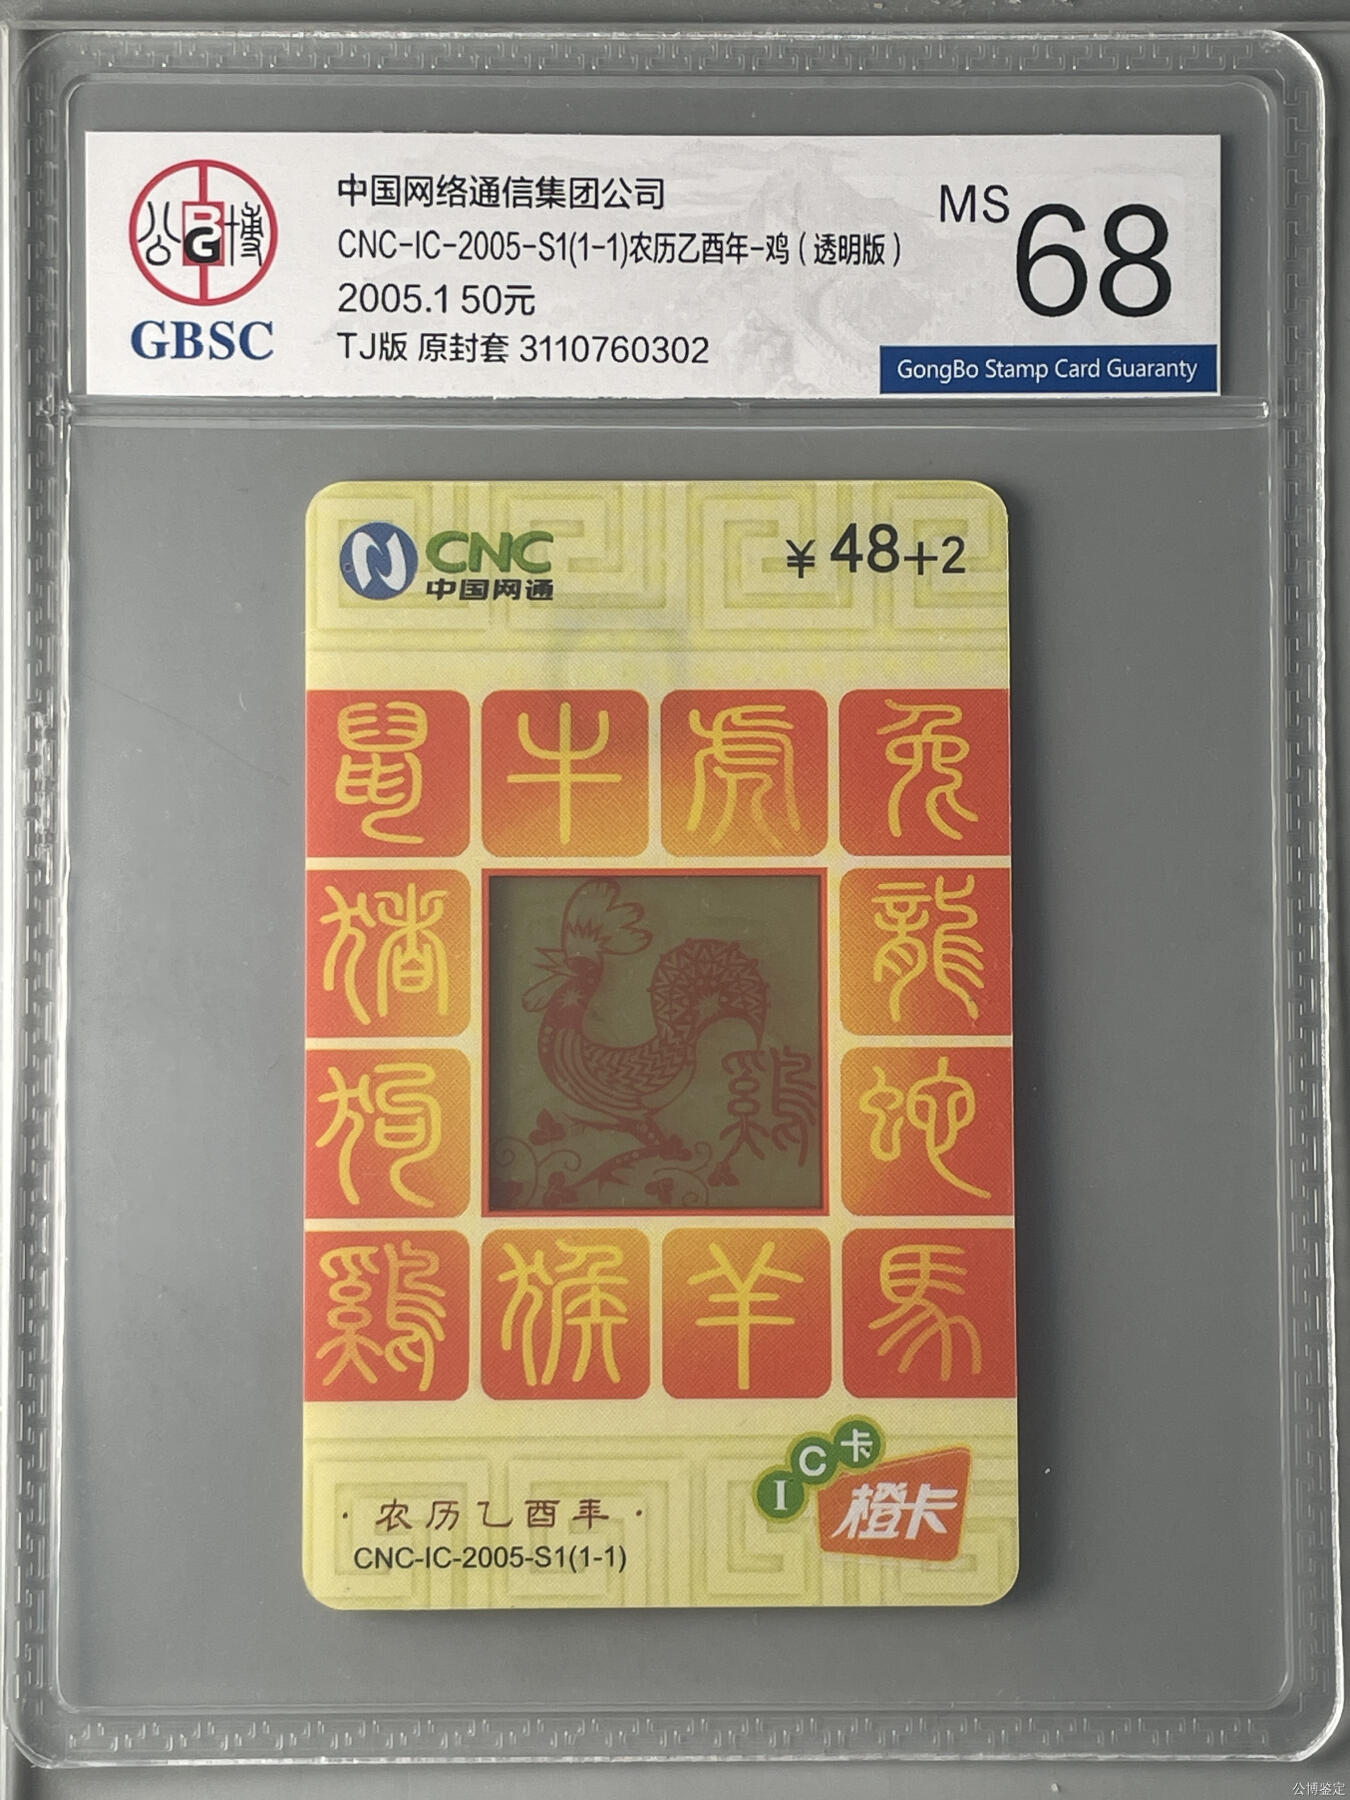 公博
BG
GBSC
中国网络通信集团公司
CNC-IC-2005-S1(1-1)农历乙酉年-鸡（透明版）
2005.1 50元
TJ版 原封套 3110760302
MS 68
GongBo Stamp Card Guaranty
CNC
中国网通
¥48+2
鼠 牛 虎 兔
猪 龍
鷄
狗 蛇
鷄 猴 羊 馬
IC卡
橙卡
·农历乙酉年·
CNC-IC-2005-S1(1-1)
公博鉴定